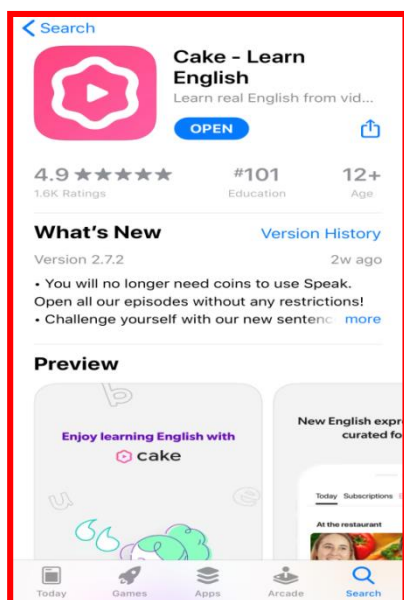 Search
Cake - Learn
English
Learn real English from vid...
OPEN
4.9 ★★★★★ #101 12+
1.6K Ratings Education Age
What's New Version History
Version 2.7.2 2w ago
• You will no longer need coins to use Speak.
Open all our episodes without any restrictions!
• Challenge yourself with our new sentenc more
Preview
Enjoy learning English with
cake
New English expr
curated fo
Today Subscriptions
At the restaurant
b
u
e
Today Games Apps Arcade Search